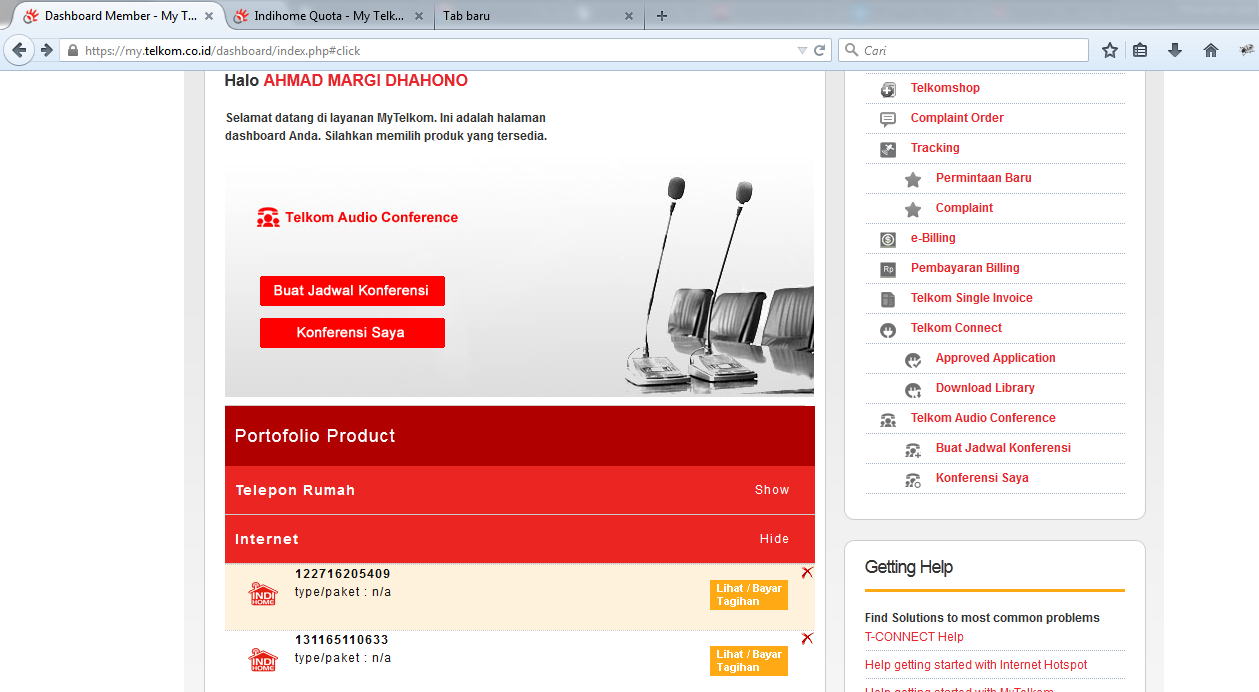 Dashboard Member - My T...
Indihome Quota - My Telk...
Tab baru
https://my.telkom.co.id/dashboard/index.php#click
Cari
Halo AHMAD MARGI DHAHONO
Selamat datang di layanan MyTelkom. Ini adalah halaman
dashboard Anda. Silahkan memilih produk yang tersedia.
Telkom Audio Conference
Buat Jadwal Konferensi
Konferensi Saya
Portofolio Product
Telepon Rumah
Show
Internet
Hide
INDI
HOME
122716205409
type/paket : n/a
Lihat / Bayar
Tagihan
INDI
HOME
131165110633
type/paket : n/a
Lihat / Bayar
Tagihan
Telkomshop
Complaint Order
Tracking
Permintaan Baru
Complaint
e-Billing
Rp
Pembayaran Billing
Telkom Single Invoice
Telkom Connect
Approved Application
Download Library
Telkom Audio Conference
Buat Jadwal Konferensi
Konferensi Saya
Getting Help
Find Solutions to most common problems
T-CONNECT Help
Help getting started with Internet Hotspot
Help getting started with MyTelkom